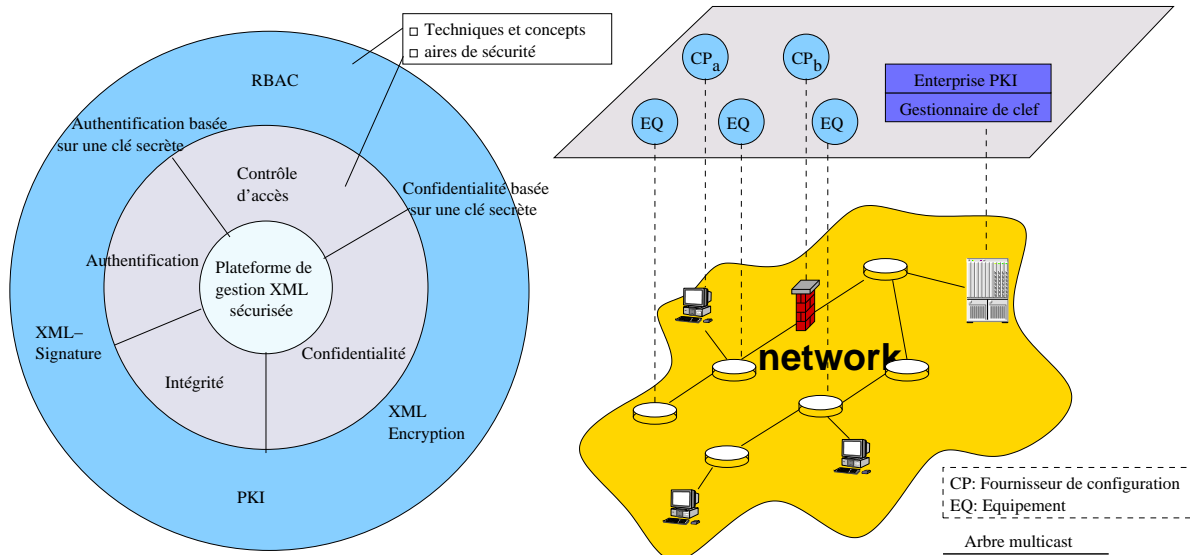 □ Techniques et concepts
□ aires de sécurité
RBAC
Authentification basée
sur une clé secrète
Contrôle
d'accès
Confidentialité basée
sur une clé secrète
Authentification
Plateforme de
gestion XML
sécurisée
XML–
Signature
Confidentialité
Intégrité
XML
Encryption
PKI
CPa
CPb
Enterprise PKI
Gestionnaire de clef
EQ
EQ
EQ
network
CP: Fournisseur de configuration
EQ: Equipement
Arbre multicast